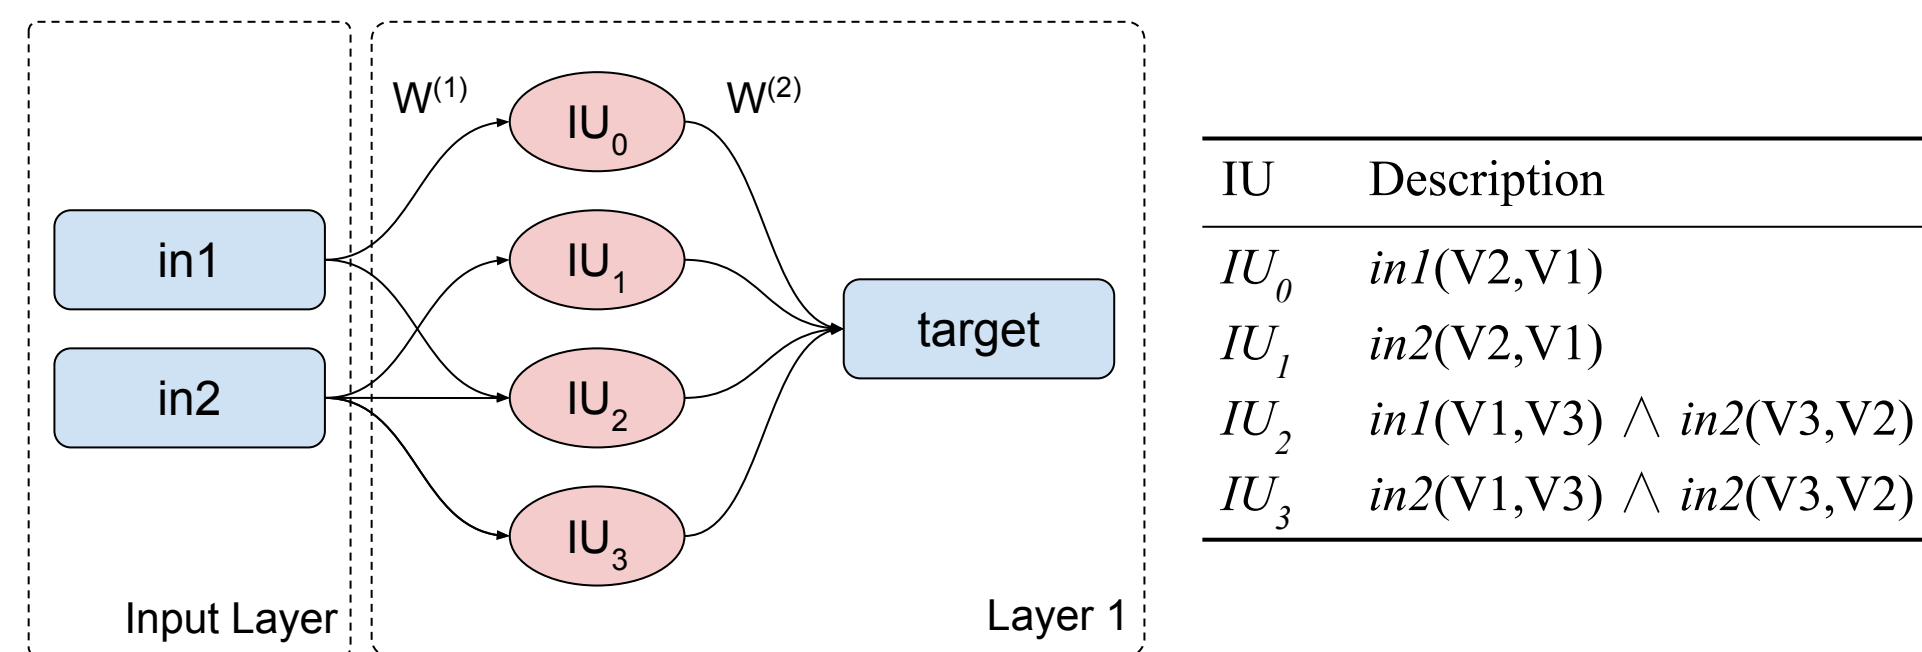 W(1)
W(2)
IU0
in1
IU1
target
in2
IU2
IU3
Input Layer
Layer 1
IU Description
IU0 in1(V2,V1)
IU1 in2(V2,V1)
IU2 in1(V1,V3) ∧ in2(V3,V2)
IU3 in2(V1,V3) ∧ in2(V3,V2)